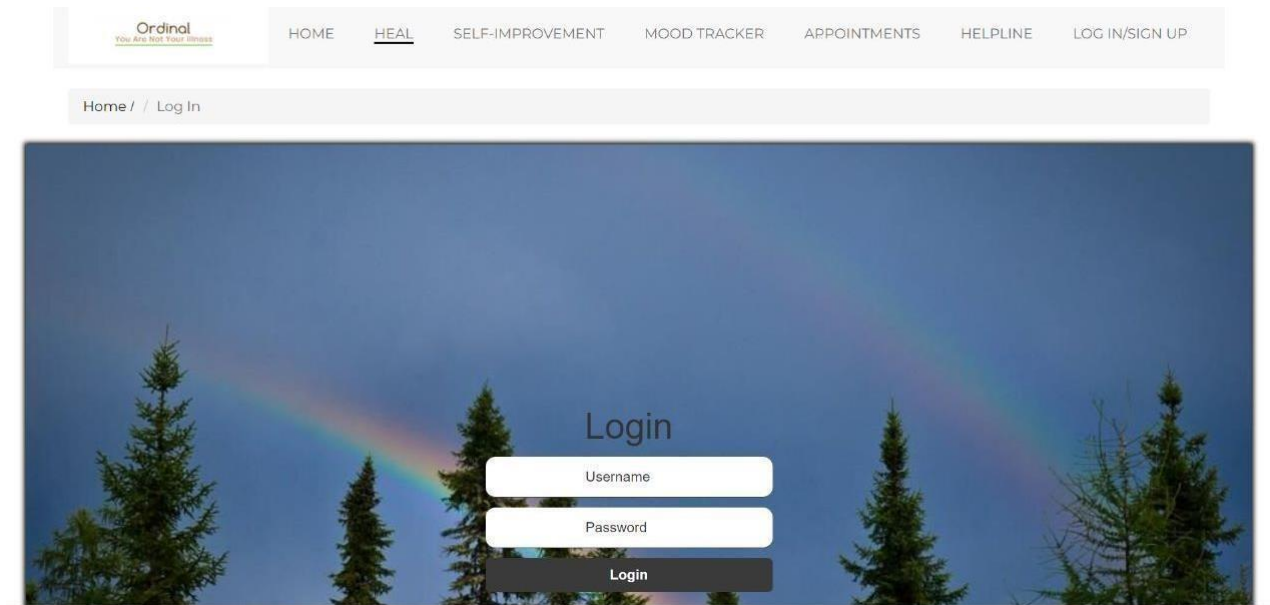 Ordinal
You Are Not Your Illness
HOME HEAL SELF-IMPROVEMENT MOOD TRACKER APPOINTMENTS HELPLINE LOG IN/SIGN UP
Home / / Log In
Login
Username
Password
Login